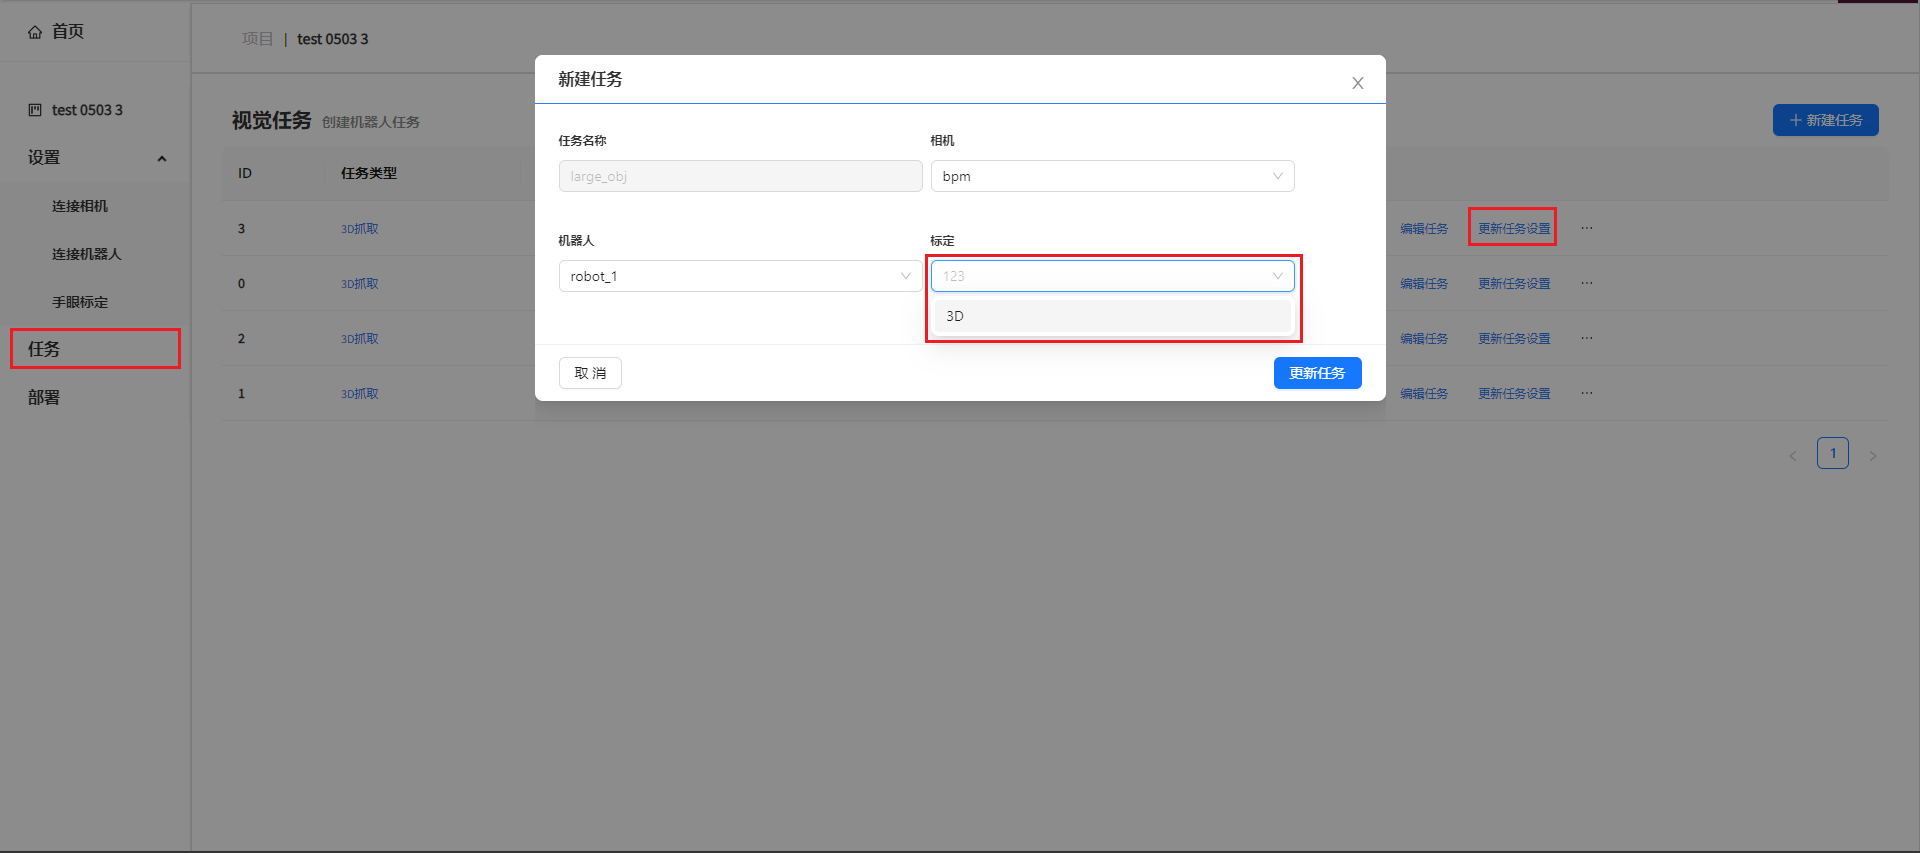 首页
项目 | test 0503 3
新建任务
test 0503 3
视觉任务 创建机器人任务
新建任务
任务名称 相机
large_obj bpm
设置
ID 任务类型
连接相机
3 3D抓取 编辑任务 更新任务设置 ...
机器人 标定
连接机器人
robot_1 123
0 3D抓取 编辑任务 更新任务设置 ...
手眼标定
3D
2 3D抓取 编辑任务 更新任务设置 ...
任务
取 消 更新任务
部署
1 3D抓取 编辑任务 更新任务设置 ...
< 1 >